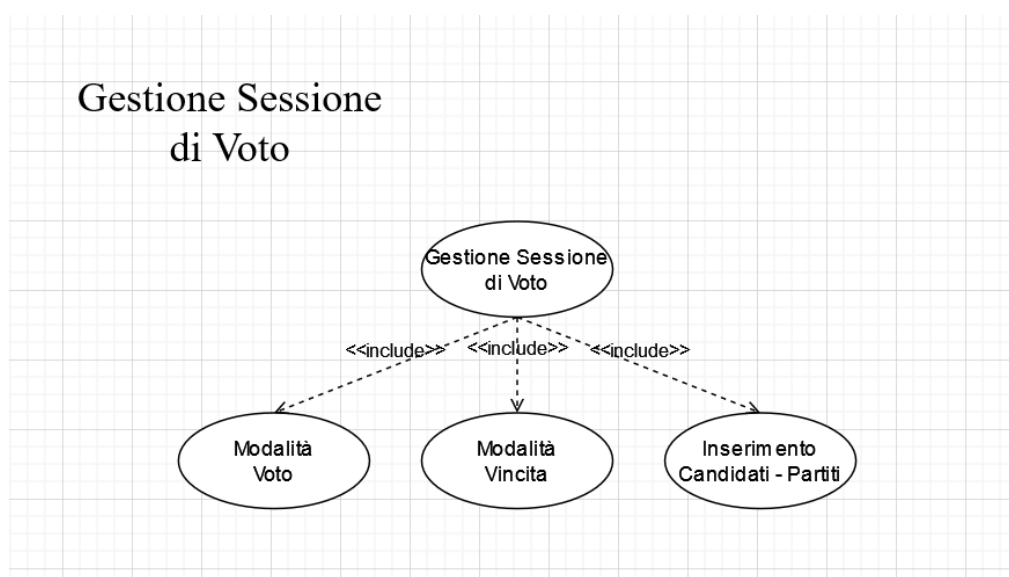 Gestione Sessione
di Voto
Gestione Sessione
di Voto
<<include>> <<include>> <<include>>
Modalità
Voto
Modalità
Vincita
Inserimento
Candidati - Partiti